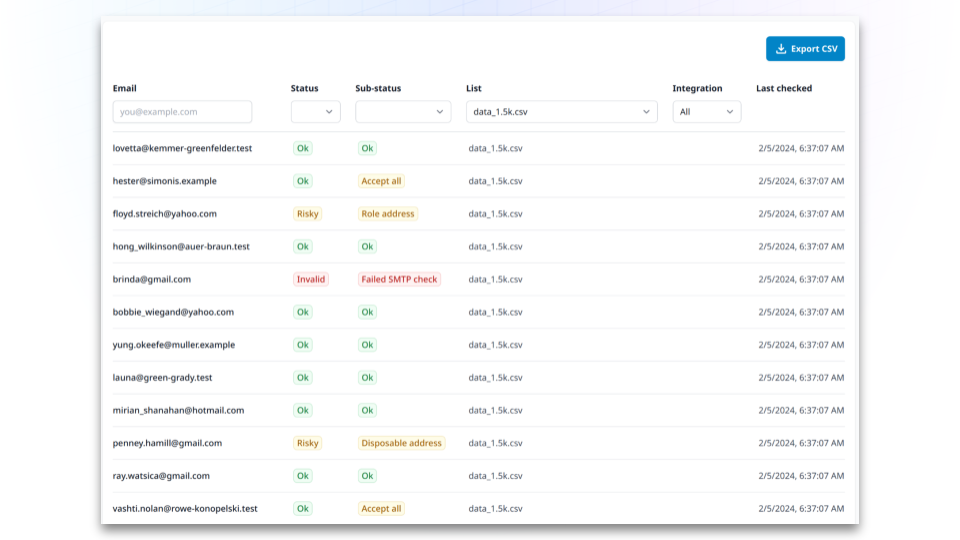 Export CSV
Email Status Sub-status List Integration Last checked
you@example.com data_1.5k.csv All
lovetta@kemmer-greenfelder.test Ok Ok data_1.5k.csv 2/5/2024, 6:37:07 AM
hester@simonis.example Ok Accept all data_1.5k.csv 2/5/2024, 6:37:07 AM
floyd.streich@yahoo.com Risky Role address data_1.5k.csv 2/5/2024, 6:37:07 AM
hong_wilkinson@auer-braun.test Ok Ok data_1.5k.csv 2/5/2024, 6:37:07 AM
brinda@gmail.com Invalid Failed SMTP check data_1.5k.csv 2/5/2024, 6:37:07 AM
bobbie_wiegand@yahoo.com Ok Ok data_1.5k.csv 2/5/2024, 6:37:07 AM
yung.okeefe@muller.example Ok Ok data_1.5k.csv 2/5/2024, 6:37:07 AM
launa@green-grady.test Ok Ok data_1.5k.csv 2/5/2024, 6:37:07 AM
mirian_shanahan@hotmail.com Ok Ok data_1.5k.csv 2/5/2024, 6:37:07 AM
penney.hamill@gmail.com Risky Disposable address data_1.5k.csv 2/5/2024, 6:37:07 AM
ray.watsica@gmail.com Ok Ok data_1.5k.csv 2/5/2024, 6:37:07 AM
vashti.nolan@rowe-konopelski.test Ok Accept all data_1.5k.csv 2/5/2024, 6:37:07 AM